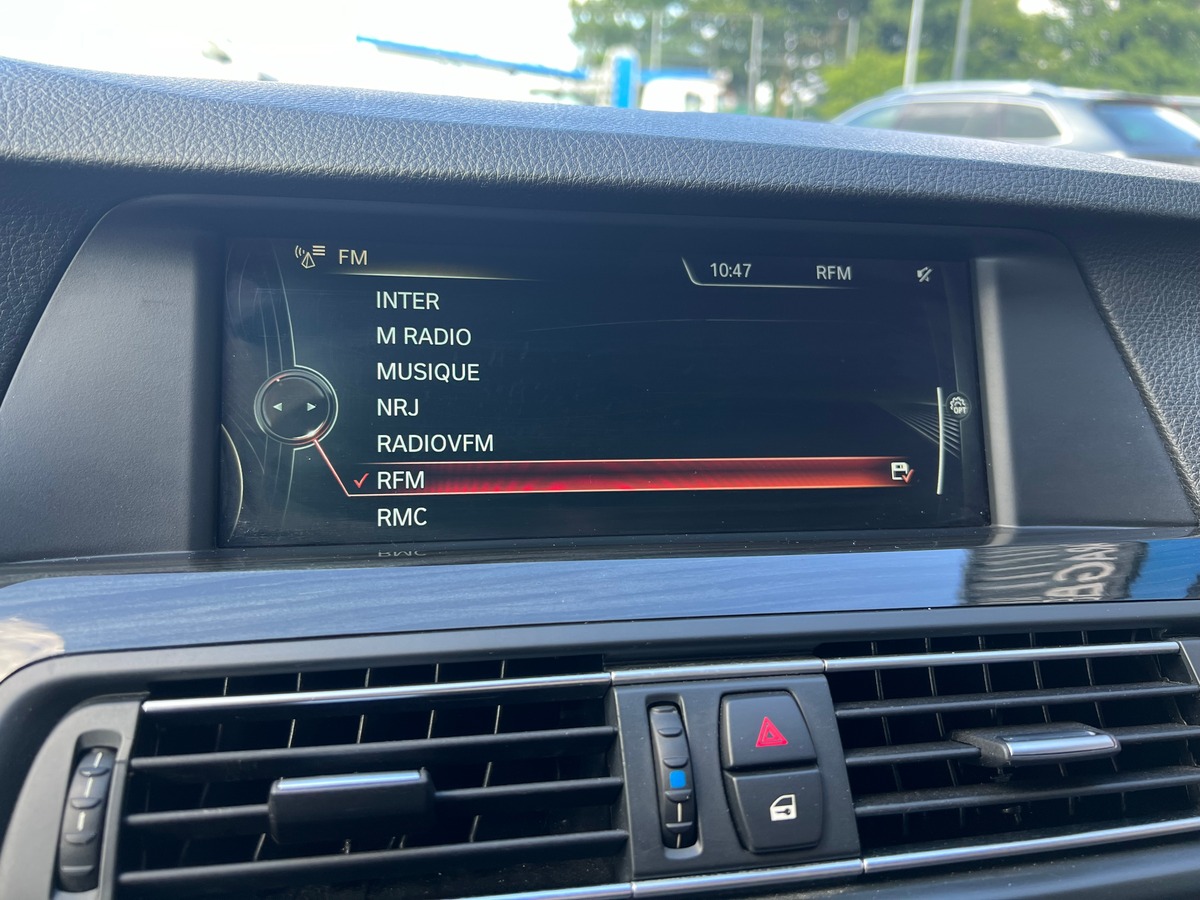 FM
10:47 RFM
INTER
M RADIO
MUSIQUE
NRJ
RADIOVFM
RFM
RMC
OPT